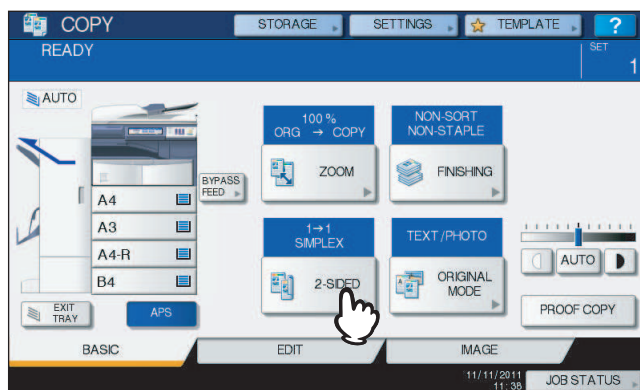 COPY
STORAGE
SETTINGS
TEMPLATE
?
READY
SET
1
AUTO
100 %
ORG → COPY
NON-SORT
NON-STAPLE
ZOOM
FINISHING
BYPASS
FEED
A4
A3
A4-R
B4
1→1
SIMPLEX
TEXT/PHOTO
2-SIDED
ORIGINAL
MODE
AUTO
EXIT
TRAY
APS
PROOF COPY
BASIC
EDIT
IMAGE
11/11/2011
11:38
JOB STATUS